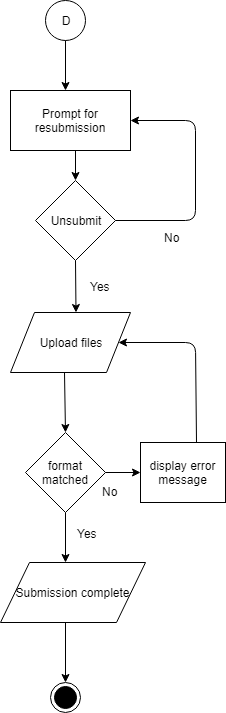 D
Prompt for
resubmission
Unsubmit
No
Yes
Upload files
format
matched
No
display error
message
Yes
Submission complete